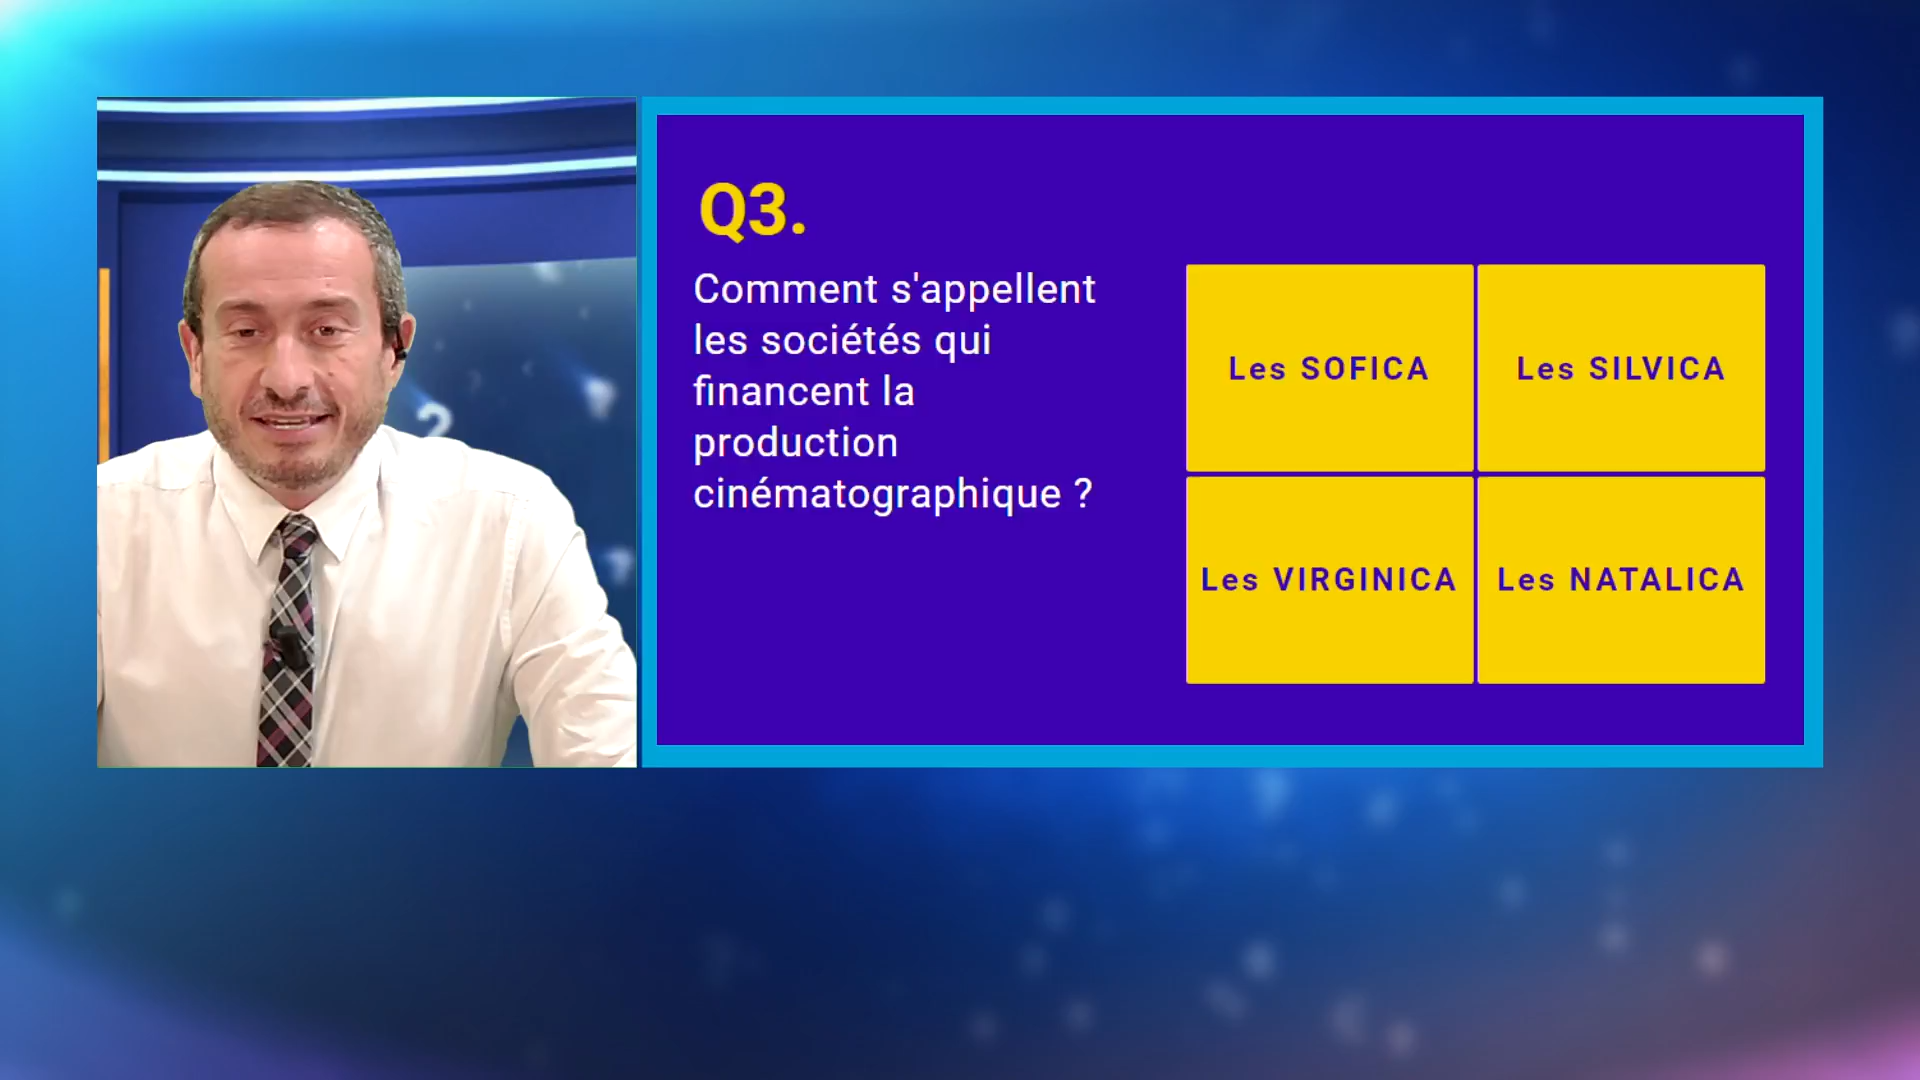 Q3.
Comment s'appellent
les sociétés qui
financent la
production
cinématographique ?
Les SOFICA
Les SILVICA
Les VIRGINICA
Les NATALICA